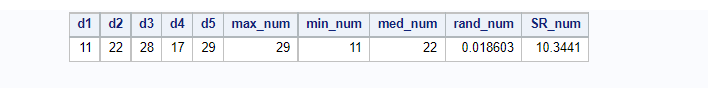 d1 d2 d3 d4 d5 max_num min_num med_num rand_num SR_num
11 22 28 17 29 29 11 22 0.018603 10.3441